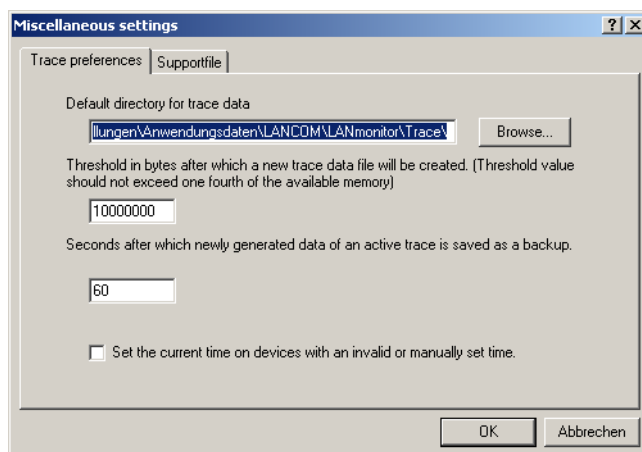 Miscellaneous settings
Trace preferences
Supportfile
Default directory for trace data
llungen\Anwendungsdaten\LANCOM\LANmonitor\Trace\
Browse...
Threshold in bytes after which a new trace data file will be created. (Threshold value
should not exceed one fourth of the available memory)
10000000
Seconds after which newly generated data of an active trace is saved as a backup.
60
Set the current time on devices with an invalid or manually set time.
OK
Abbrechen